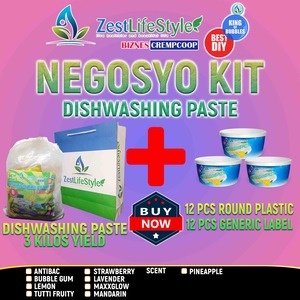 ZestLifeStyle
BIZNES CREMPCOOP
KING OF BUBBLES
BEST DIY
NEGOSYO KIT
DISHWASHING PASTE
ZestLifeStyle
DISHWASHING PASTE
3 KILOS YIELD
BUY
NOW
12 PCS ROUND PLASTIC
12 PCS GENERIC LABEL
SCENT
ANTIBAC
BUBBLE GUM
LEMON
TUTTI FRUITY
STRAWBERRY
LAVENDER
MAXXGLOW
MANDARIN
PINEAPPLE